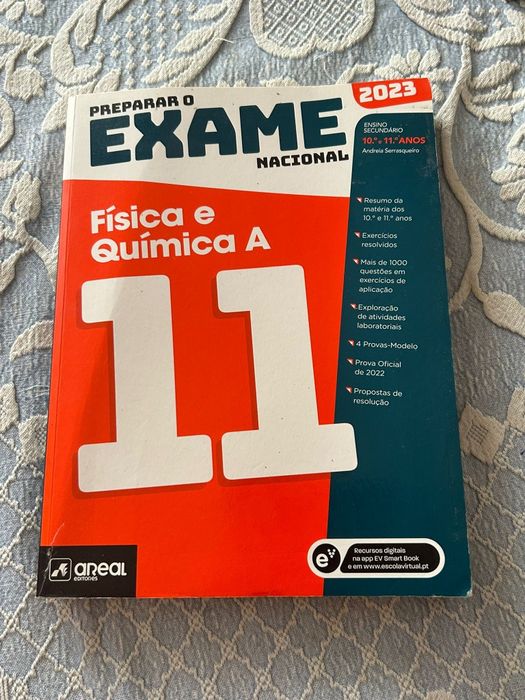 PREPARAR O
EXAME
NACIONAL
2023
ENSINO
SECUNDÁRIO
10.º e 11.º ANOS
Andreia Serrasqueiro
Física e
Química A
11
Resumo da
matéria dos
10.º e 11.º anos
Exercícios
resolvidos
Mais de 1000
questões em
exercícios de
aplicação
Exploração
de atividades
laboratoriais
4 Provas-Modelo
Prova Oficial
de 2022
Propostas de
resolução
areal
EDITORES
ev
Recursos digitais
na app EV Smart Book
e em www.escolavirtual.pt